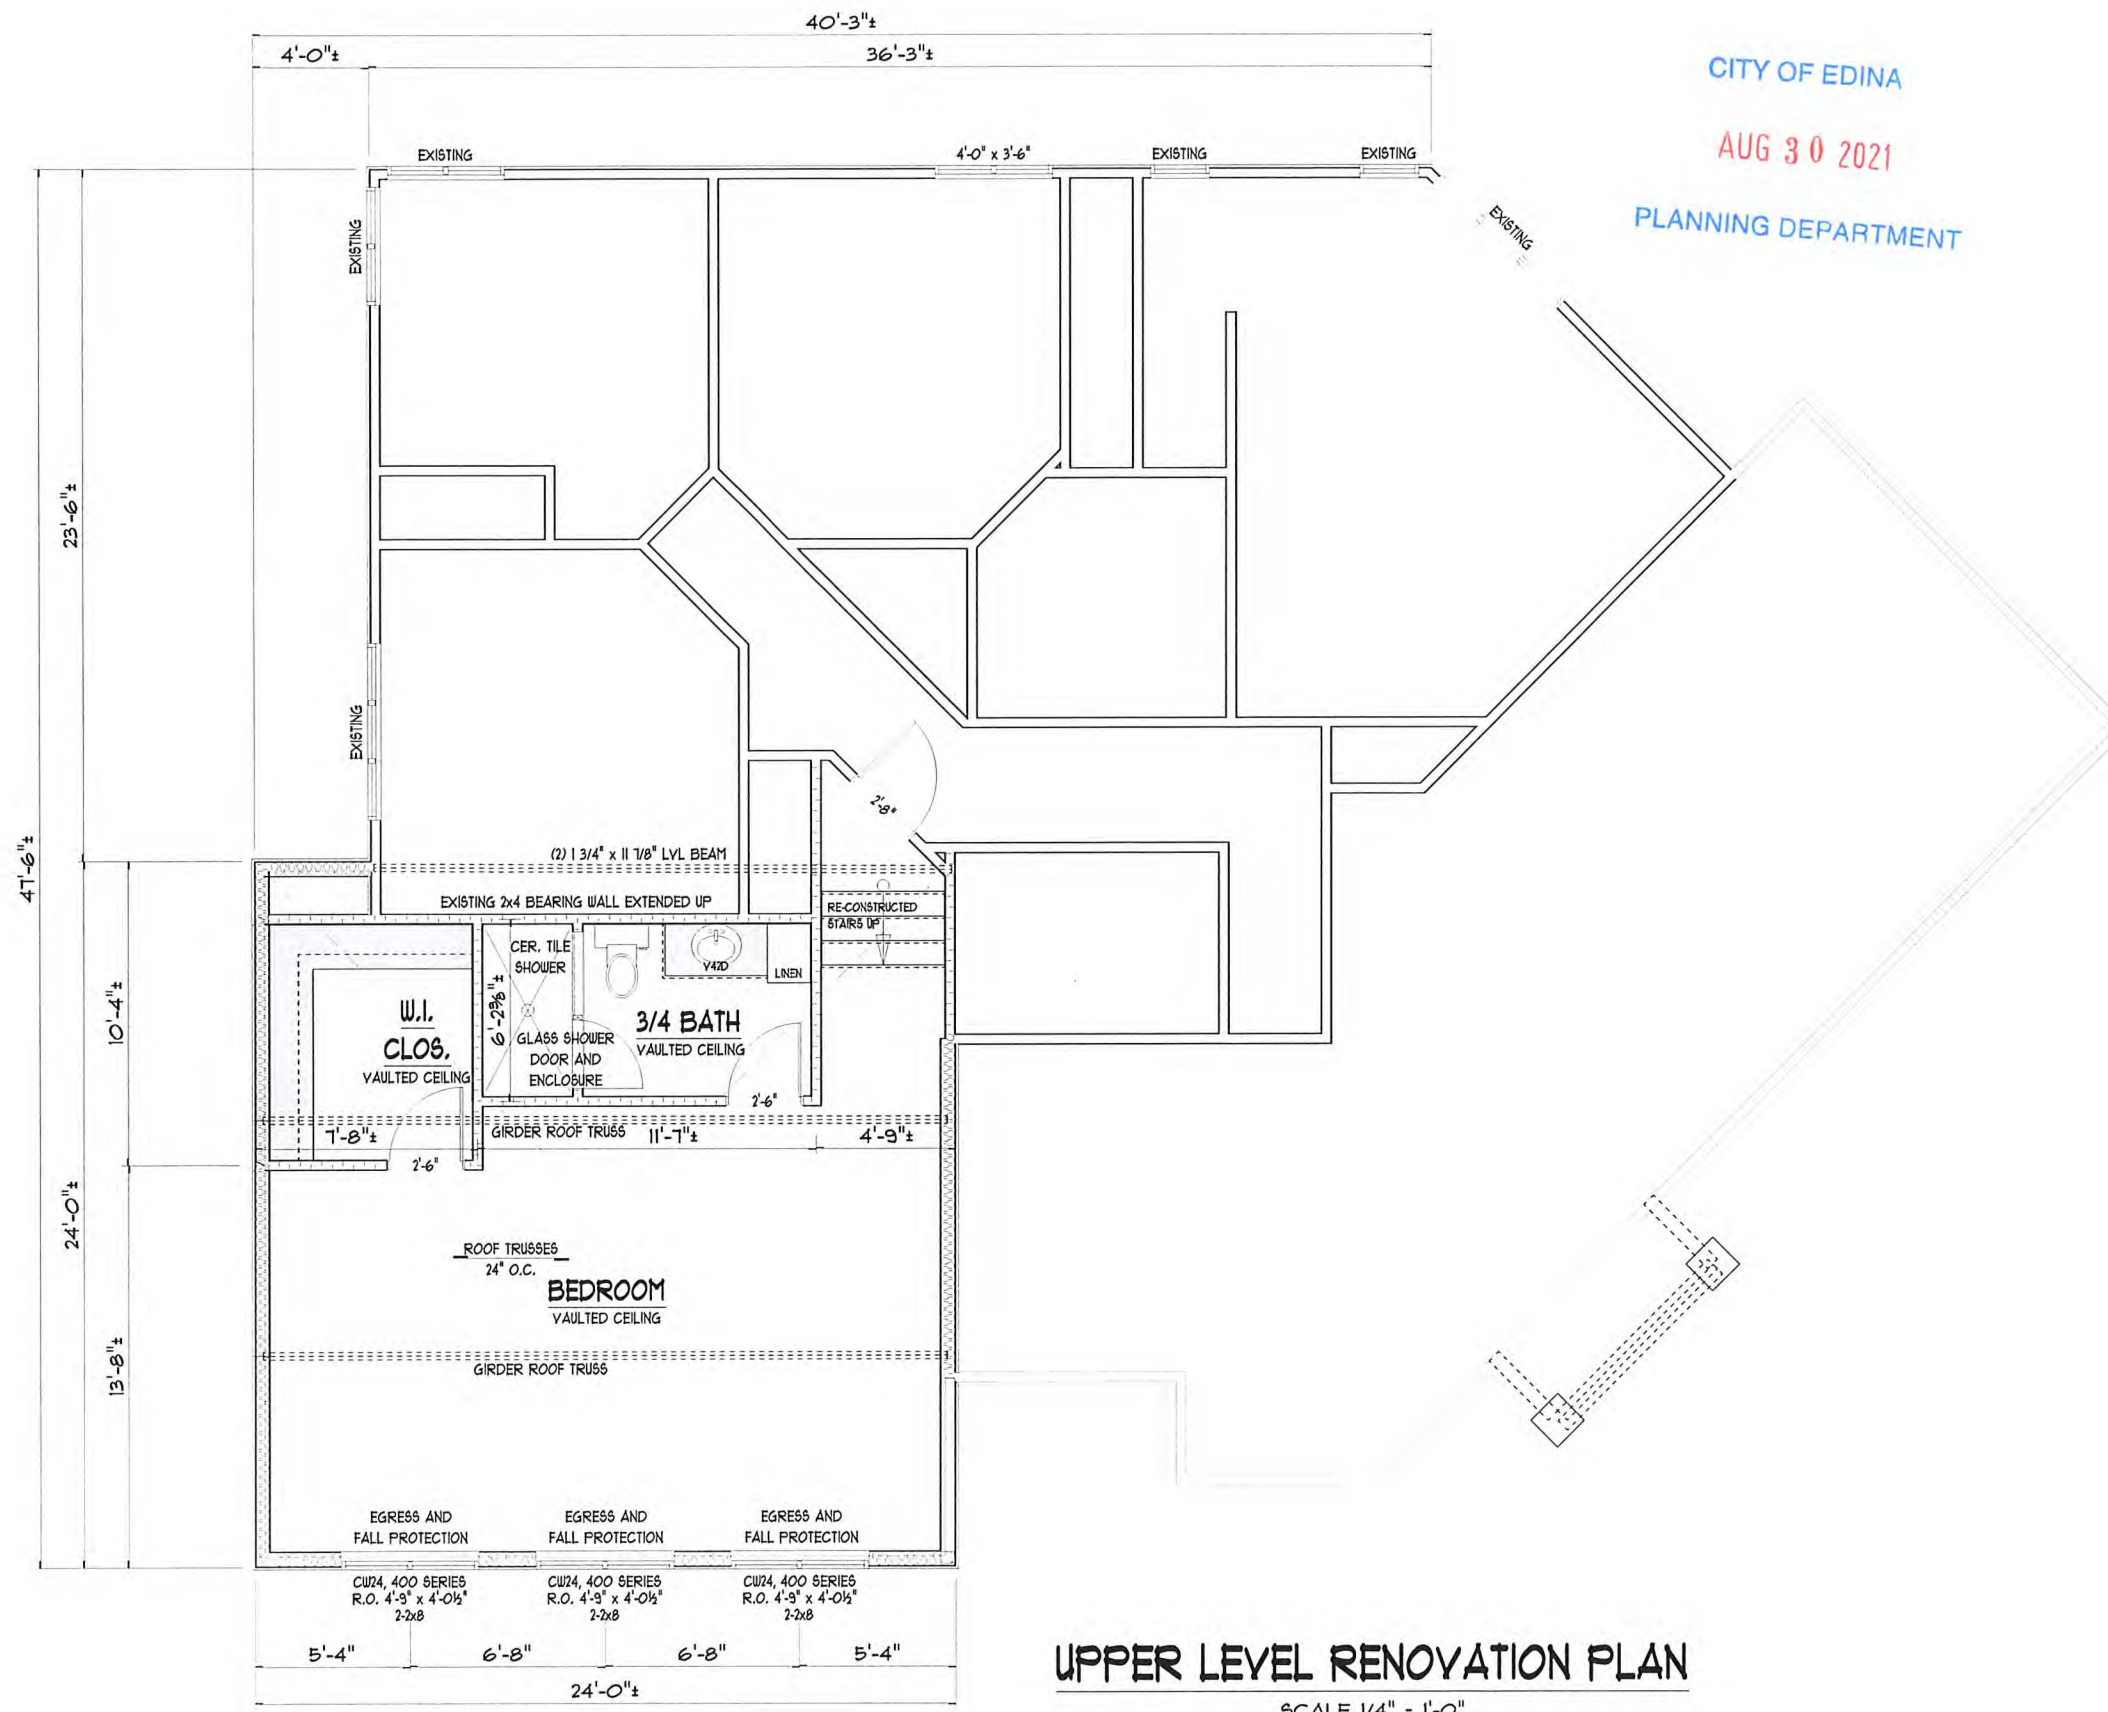 40'-3"±
4'-0"±
36'-3"±
CITY OF EDINA
AUG 30 2021
PLANNING DEPARTMENT
EXISTING
4'-0" x 3'-6"
EXISTING
EXISTING
EXISTING
EXISTING
23'-6"±
EXISTING
2'-8"
47'-6"±
(2) 1 3/4" x 11 7/8" LVL BEAM
EXISTING 2x4 BEARING WALL EXTENDED UP
RE-CONSTRUCTED
STAIRS UP
CER. TILE
SHOWER
V42D
LINEN
10'-4"±
6'-2⅝"±
W.I.
CLOS.
VAULTED CEILING
3/4 BATH
VAULTED CEILING
GLASS SHOWER
DOOR AND
ENCLOSURE
2'-6"
7'-8"±
GIRDER ROOF TRUSS
11'-7"±
4'-9"±
2'-6"
24'-0"±
ROOF TRUSSES
24" O.C.
BEDROOM
VAULTED CEILING
13'-8"±
GIRDER ROOF TRUSS
EGRESS AND
FALL PROTECTION
EGRESS AND
FALL PROTECTION
EGRESS AND
FALL PROTECTION
CW24, 400 SERIES
R.O. 4'-9" x 4'-0½"
2-2x8
CW24, 400 SERIES
R.O. 4'-9" x 4'-0½"
2-2x8
CW24, 400 SERIES
R.O. 4'-9" x 4'-0½"
2-2x8
5'-4"
6'-8"
6'-8"
5'-4"
24'-0"±
UPPER LEVEL RENOVATION PLAN
SCALE 1/4" = 1'-0"